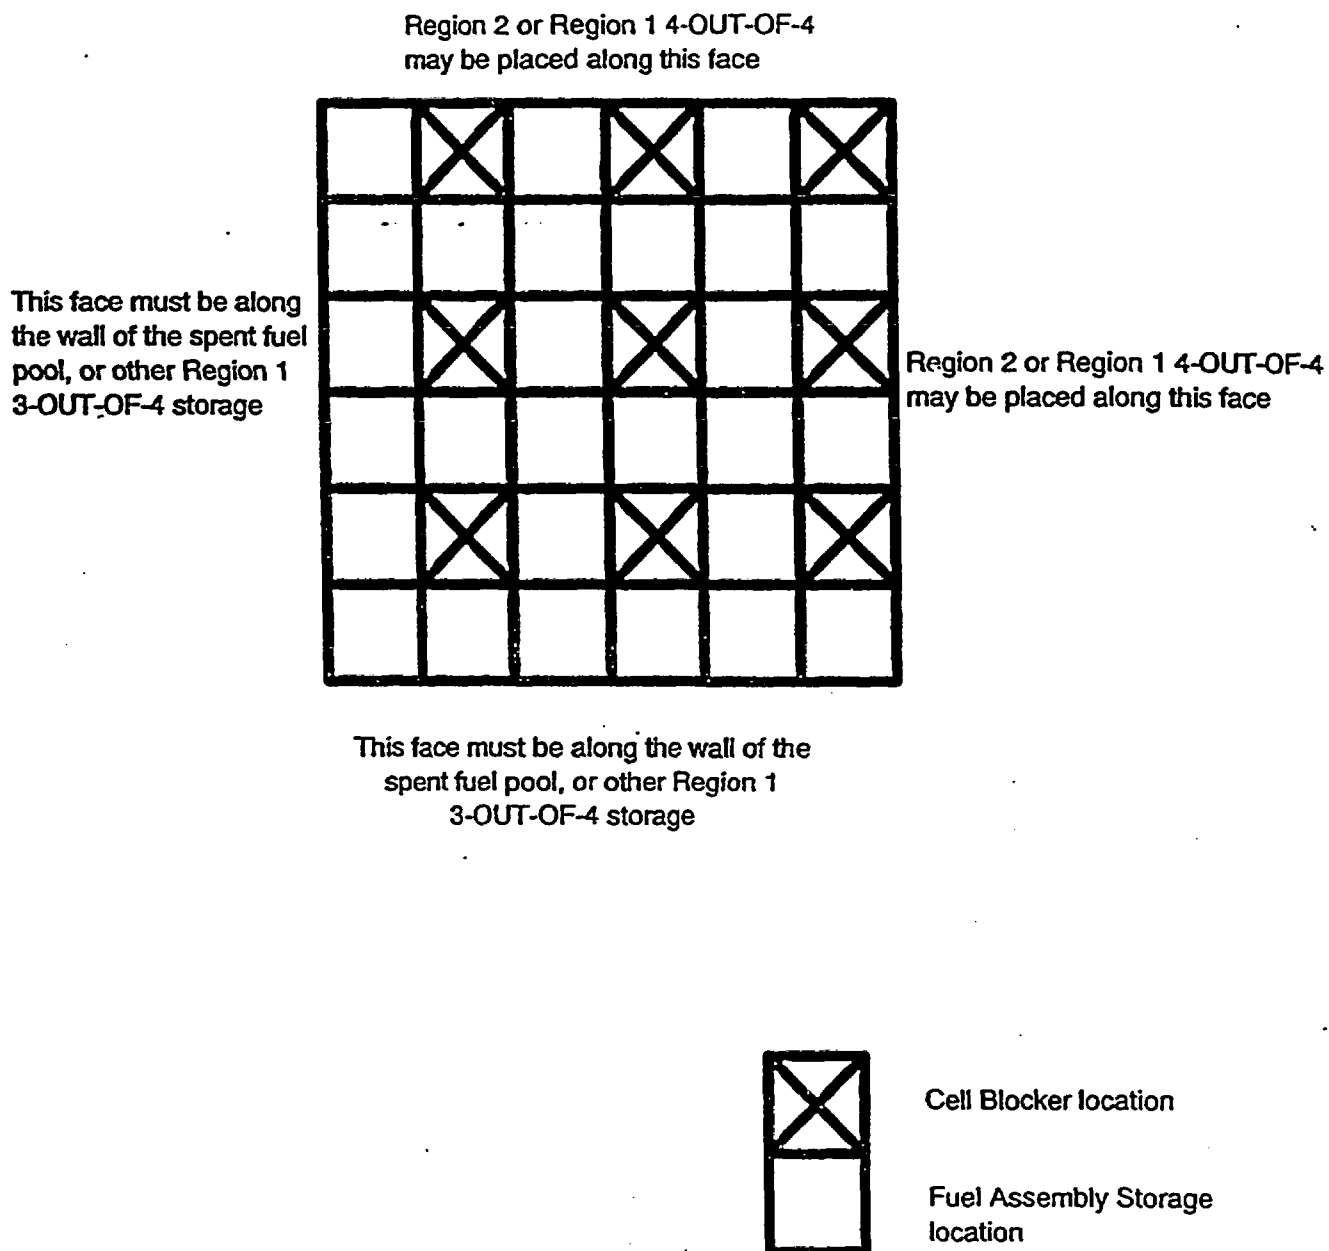 Region 2 or Region 1 4-OUT-OF-4
may be placed along this face
This face must be along
the wall of the spent fuel
pool, or other Region 1
3-OUT-OF-4 storage
Region 2 or Region 1 4-OUT-OF-4
may be placed along this face
This face must be along the wall of the
spent fuel pool, or other Region 1
3-OUT-OF-4 storage
Cell Blocker location
Fuel Assembly Storage
location